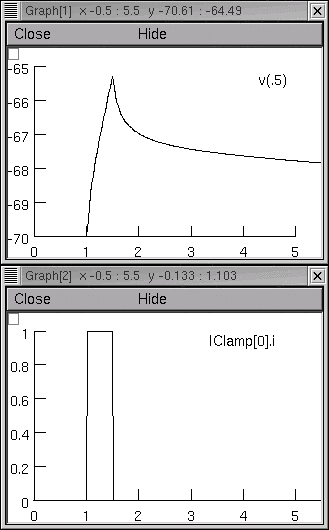 Graph[1] x -0.5 : 5.5 y -70.61 : -64.49
Close Hide
v(.5)
-65
-66
-67
-68
-69
-70
0 1 2 3 4 5
Graph[2] x -0.5 : 5.5 y -0.133 : 1.103
Close Hide
IClamp[0].i
1
0.8
0.6
0.4
0.2
0
0 1 2 3 4 5